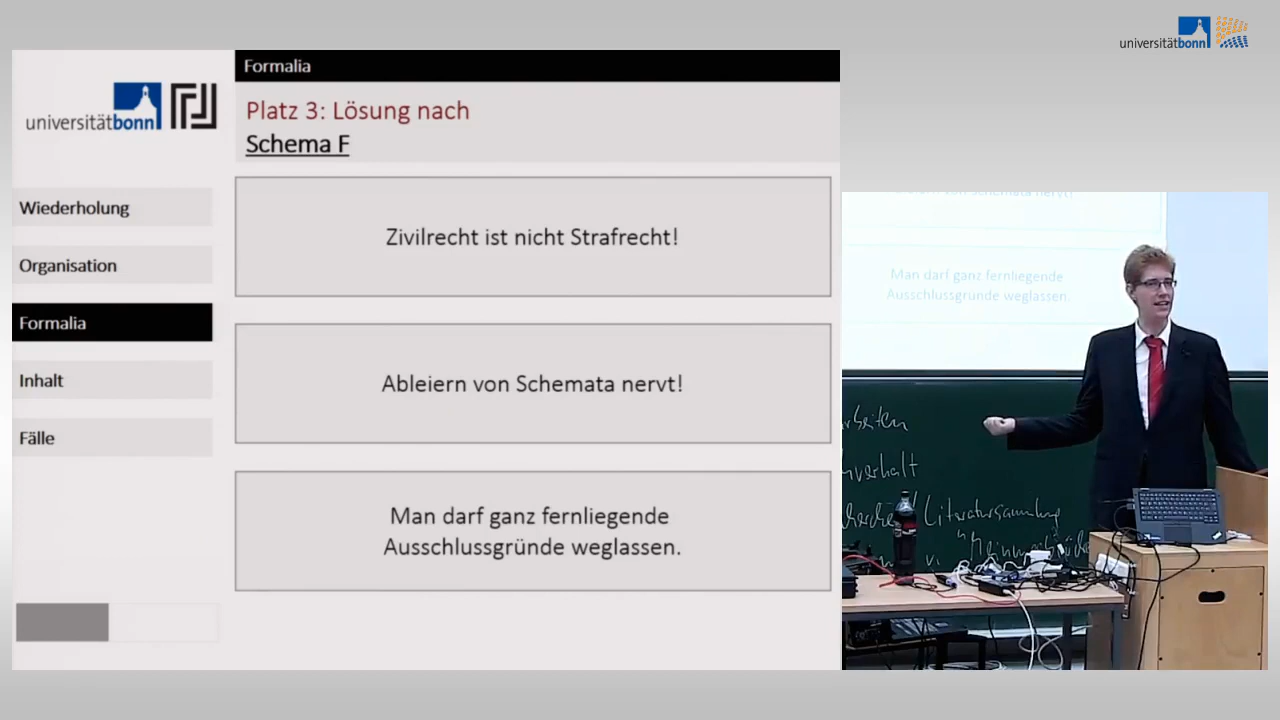 universitätbonn
Formalia
universitätbonn
Platz 3: Lösung nach
Schema F
Wiederholung
Organisation
Formalia
Inhalt
Fälle
Zivilrecht ist nicht Strafrecht!
Ableiern von Schemata nervt!
Man darf ganz fernliegende
Ausschlussgründe weglassen.
Man darf ganz fernliegende
Ausschlussgründe weglassen.
Literatursammlung